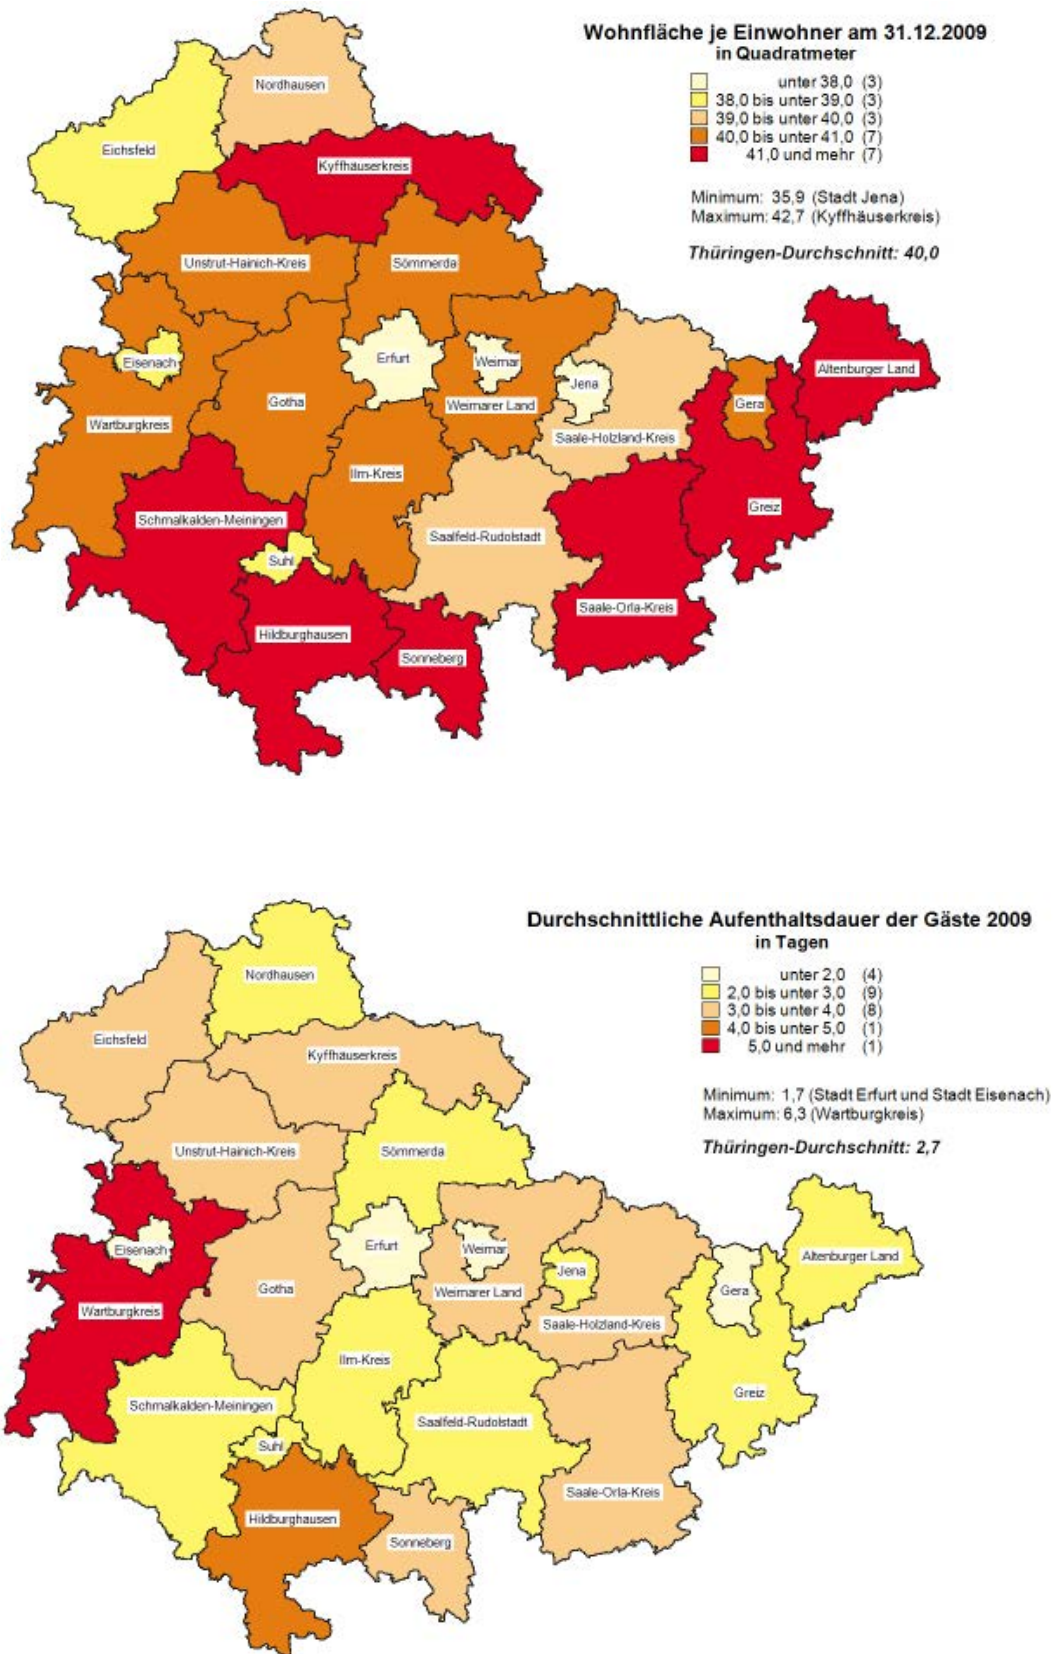 Wohnfläche je Einwohner am 31.12.2009
in Quadratmeter
unter 38,0 (3)
38,0 bis unter 39,0 (3)
39,0 bis unter 40,0 (3)
40,0 bis unter 41,0 (7)
41,0 und mehr (7)
Minimum: 35,9 (Stadt Jena)
Maximum: 42,7 (Kyffhäuserkreis)
Thüringen-Durchschnitt: 40,0
Nordhausen
Eichsfeld
Kyffhäuserkreis
Unstrut-Hainich-Kreis
Sömmerda
Eisenach
Erfurt
Weimar
Jena
Altenburger Land
Wartburgkreis
Gotha
Weimarer Land
Gera
Saale-Holzland-Kreis
Ilm-Kreis
Greiz
Schmalkalden-Meiningen
Saalfeld-Rudolstadt
Suhl
Saale-Orla-Kreis
Hildburghausen
Sonneberg
Durchschnittliche Aufenthaltsdauer der Gäste 2009
in Tagen
unter 2,0 (4)
2,0 bis unter 3,0 (9)
3,0 bis unter 4,0 (8)
4,0 bis unter 5,0 (1)
5,0 und mehr (1)
Minimum: 1,7 (Stadt Erfurt und Stadt Eisenach)
Maximum: 6,3 (Wartburgkreis)
Thüringen-Durchschnitt: 2,7
Nordhausen
Eichsfeld
Kyffhäuserkreis
Unstrut-Hainich-Kreis
Sömmerda
Eisenach
Erfurt
Weimar
Jena
Altenburger Land
Wartburgkreis
Gotha
Weimarer Land
Gera
Saale-Holzland-Kreis
Ilm-Kreis
Greiz
Schmalkalden-Meiningen
Saalfeld-Rudolstadt
Suhl
Saale-Orla-Kreis
Hildburghausen
Sonneberg